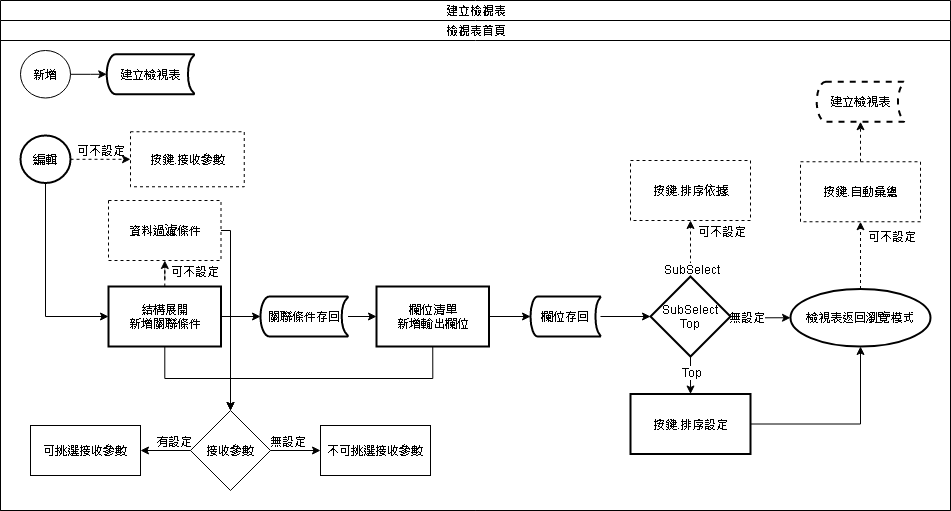 建立檢視表
檢視表首頁
新增
建立檢視表
建立檢視表
編輯
可不設定
按鍵.接收參數
按鍵.排序依據
按鍵.自動彙總
資料過濾條件
可不設定
可不設定
可不設定
SubSelect
結構展開
新增關聯條件
關聯條件存回
欄位清單
新增輸出欄位
欄位存回
SubSelect
Top
無設定
檢視表返回瀏覽模式
Top
按鍵.排序設定
可挑選接收參數
有設定
接收參數
無設定
不可挑選接收參數